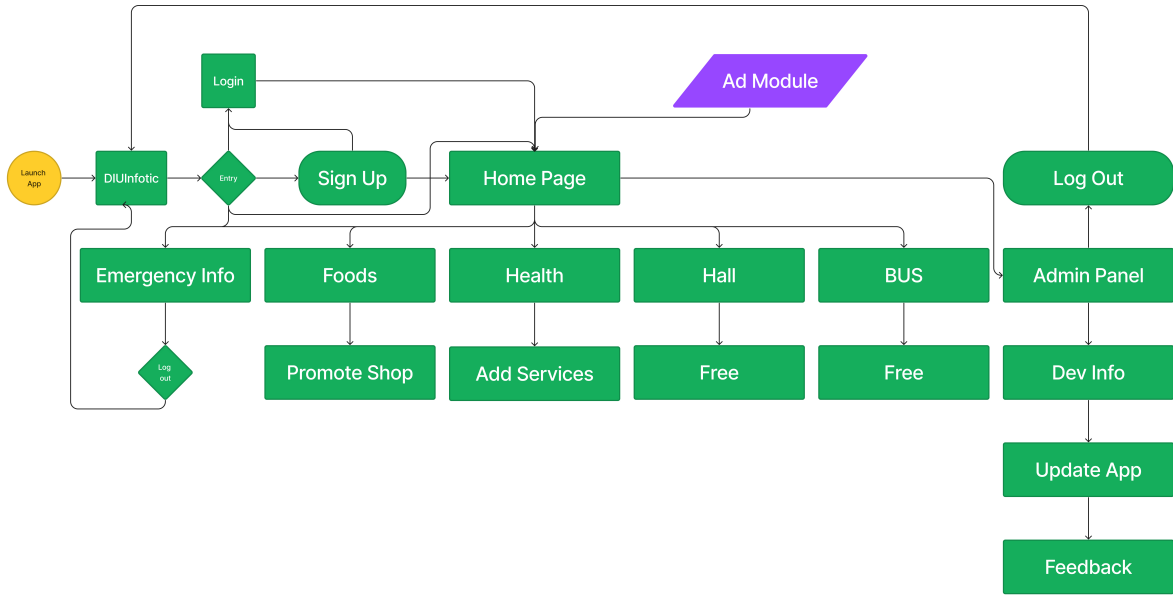 Login
Ad Module
Launch
App
DIUInfotic
Entry
Sign Up
Home Page
Log Out
Emergency Info
Foods
Health
Hall
BUS
Admin Panel
Log
out
Promote Shop
Add Services
Free
Free
Dev Info
Update App
Feedback